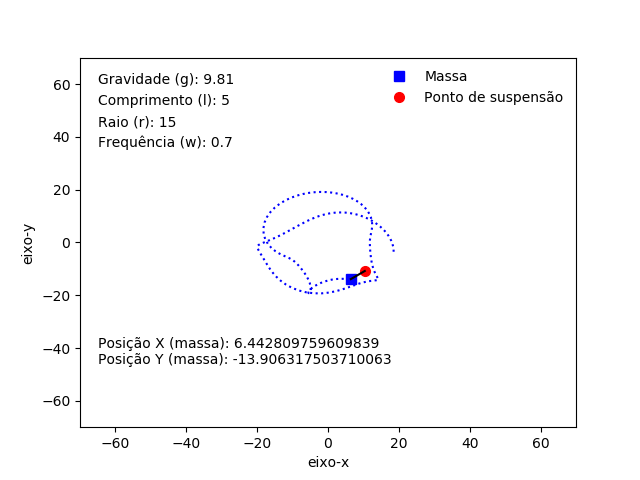 Gravidade (g): 9.81
Comprimento (l): 5
Raio (r): 15
Frequência (w): 0.7
Massa
Ponto de suspensão
60
40
20
0
−20
−40
−60
eixo-y
Posição X (massa): 6.442809759609839
Posição Y (massa): -13.906317503710063
−60
−40
−20
0
20
40
60
eixo-x